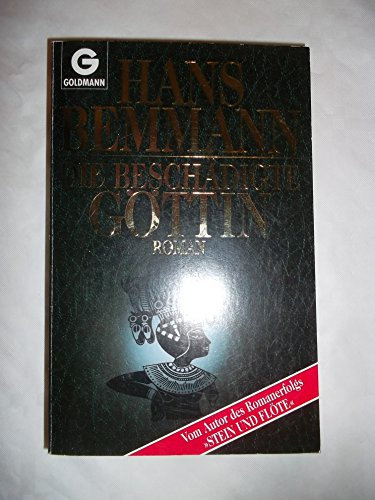 G
GOLDMANN
HANS
BEMMANN
DIE BESCHÄDIGTE
GÖTTIN
ROMAN
Vom Autor des Romanerfolgs
»STEIN UND FLÖTE«